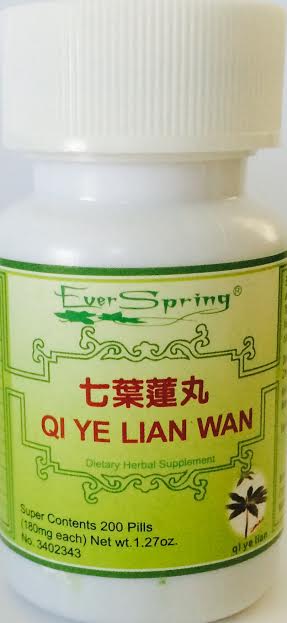 EverSpring®
七葉蓮丸
QI YE LIAN WAN
Dietary Herbal Supplement
Super Contents 200 Pills
(180mg each) Net wt.1.27oz.
No. 3402343
qi ye lian